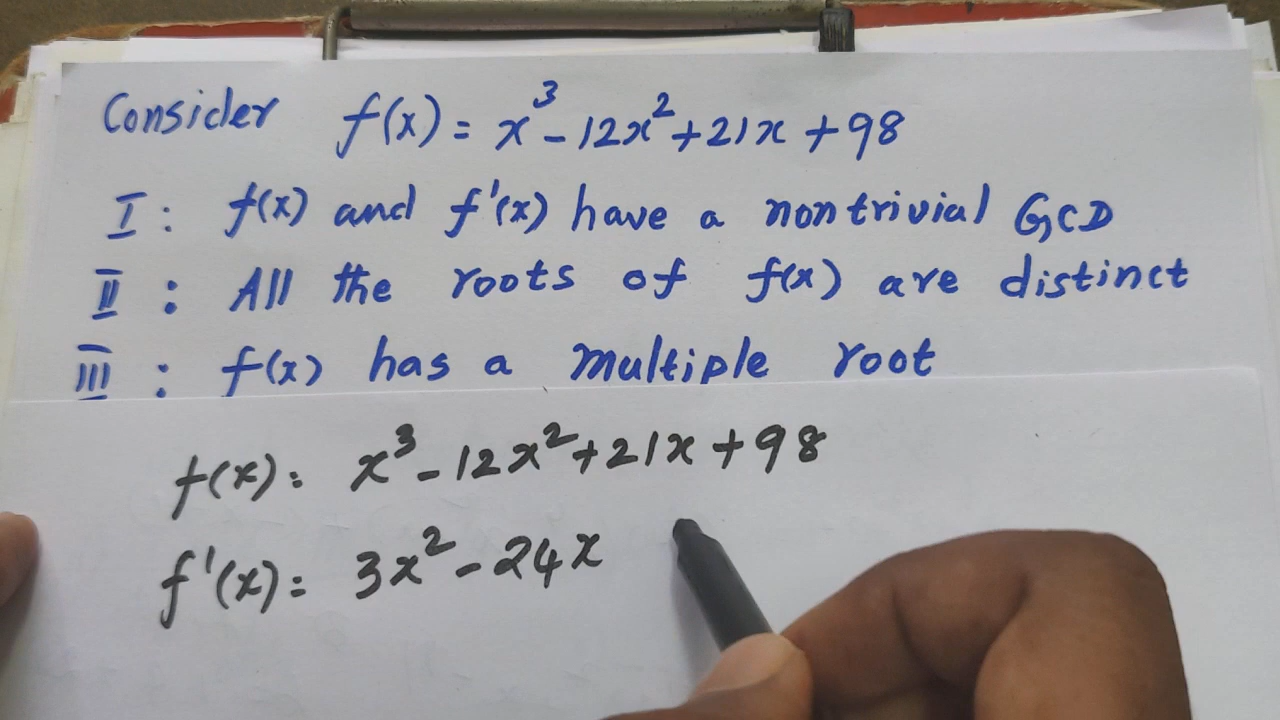 Consider f(x) = x³ - 12x² + 21x + 98
I : f(x) and f'(x) have a nontrivial GCD
II : All the roots of f(x) are distinct
III : f(x) has a multiple root
f(x) = x³ - 12x² + 21x + 98
f'(x) = 3x² - 24x